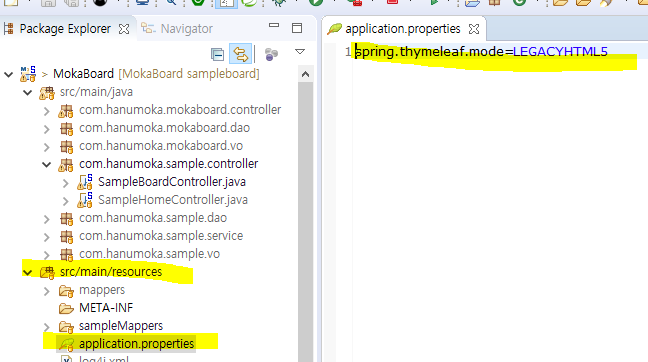 Package Explorer
Navigator
> MokaBoard [MokaBoard sampleboard]
src/main/java
com.hanumoka.mokaboard.controller
com.hanumoka.mokaboard.dao
com.hanumoka.mokaboard.vo
com.hanumoka.sample.controller
SampleBoardController.java
SampleHomeController.java
com.hanumoka.sample.dao
com.hanumoka.sample.service
com.hanumoka.sample.vo
src/main/resources
mappers
META-INF
sampleMappers
application.properties
log4j.xml
application.properties
1 spring.thymeleaf.mode=LEGACYHTML5